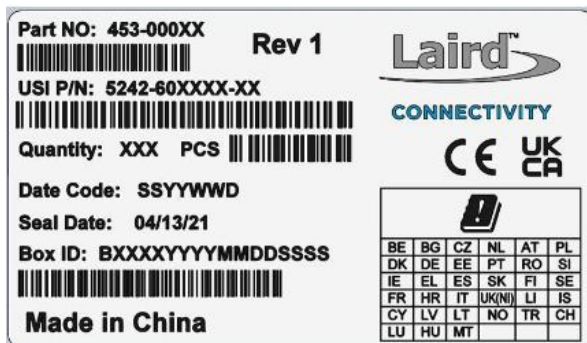 Part NO: 453-000XX
Rev 1
USI P/N: 5242-60XXXX-XX
Quantity: XXX PCS
Date Code: SSYYWWD
Seal Date: 04/13/21
Box ID: BXXXXYYYYMMDDSSSS
Made in China
Laird™
CONNECTIVITY
CE UK CA
BE BG CZ NL AT PL
DK DE EE PT RO SI
IE EL ES SK FI SE
FR HR IT UK(NI) LI IS
CY LV LT NO TR CH
LU HU MT